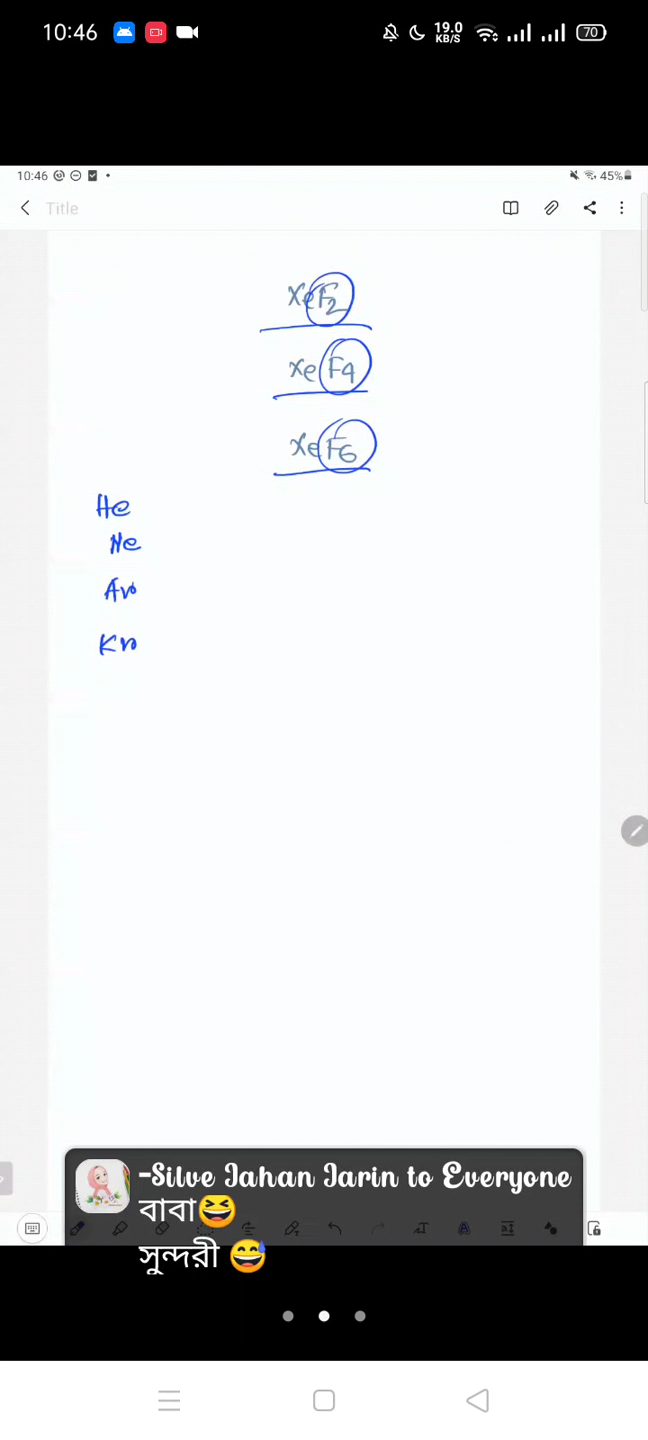 10:46
19.0
KB/S
70
10:46
45%
Title
XeF2
XeF4
XeF6
He
Ne
Ar
Kr
-Silve Jahan Jarin to Everyone
বাবা😆
সুন্দরী 😅